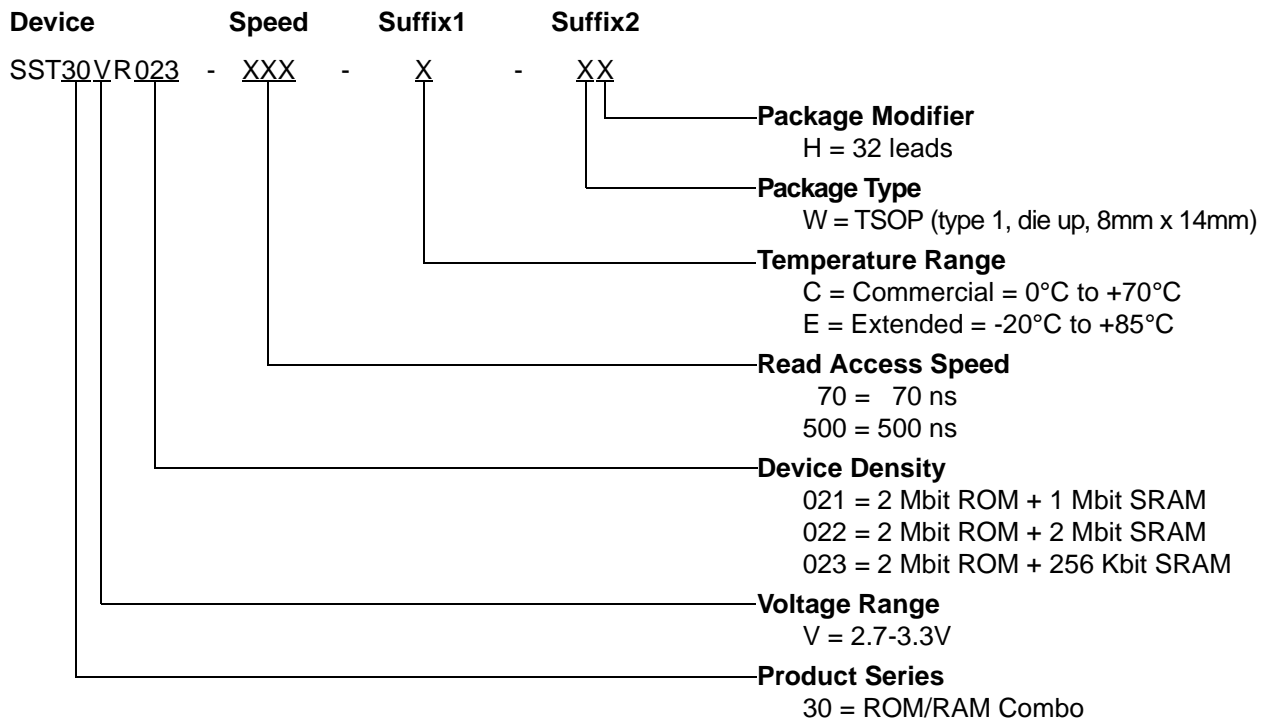 Device Speed Suffix1 Suffix2
SST30VR023 - XXX - X - XX
Package Modifier
H = 32 leads
Package Type
W = TSOP (type 1, die up, 8mm x 14mm)
Temperature Range
C = Commercial = 0°C to +70°C
E = Extended = -20°C to +85°C
Read Access Speed
70 = 70 ns
500 = 500 ns
Device Density
021 = 2 Mbit ROM + 1 Mbit SRAM
022 = 2 Mbit ROM + 2 Mbit SRAM
023 = 2 Mbit ROM + 256 Kbit SRAM
Voltage Range
V = 2.7-3.3V
Product Series
30 = ROM/RAM Combo